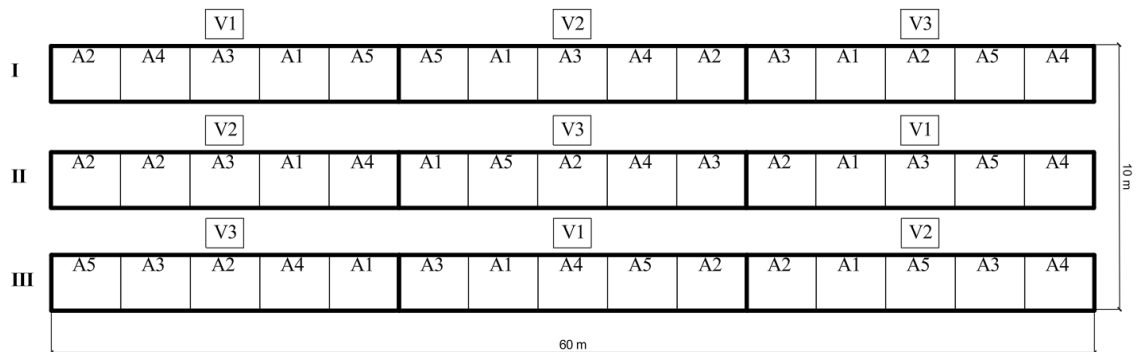 V1 V2 V3
I A2 A4 A3 A1 A5 A5 A1 A3 A4 A2 A3 A1 A2 A5 A4
V2 V3 V1
II A2 A2 A3 A1 A4 A1 A5 A2 A4 A3 A2 A1 A3 A5 A4
10 m
V3 V1 V2
III A5 A3 A2 A4 A1 A3 A1 A4 A5 A2 A2 A1 A5 A3 A4
60 m